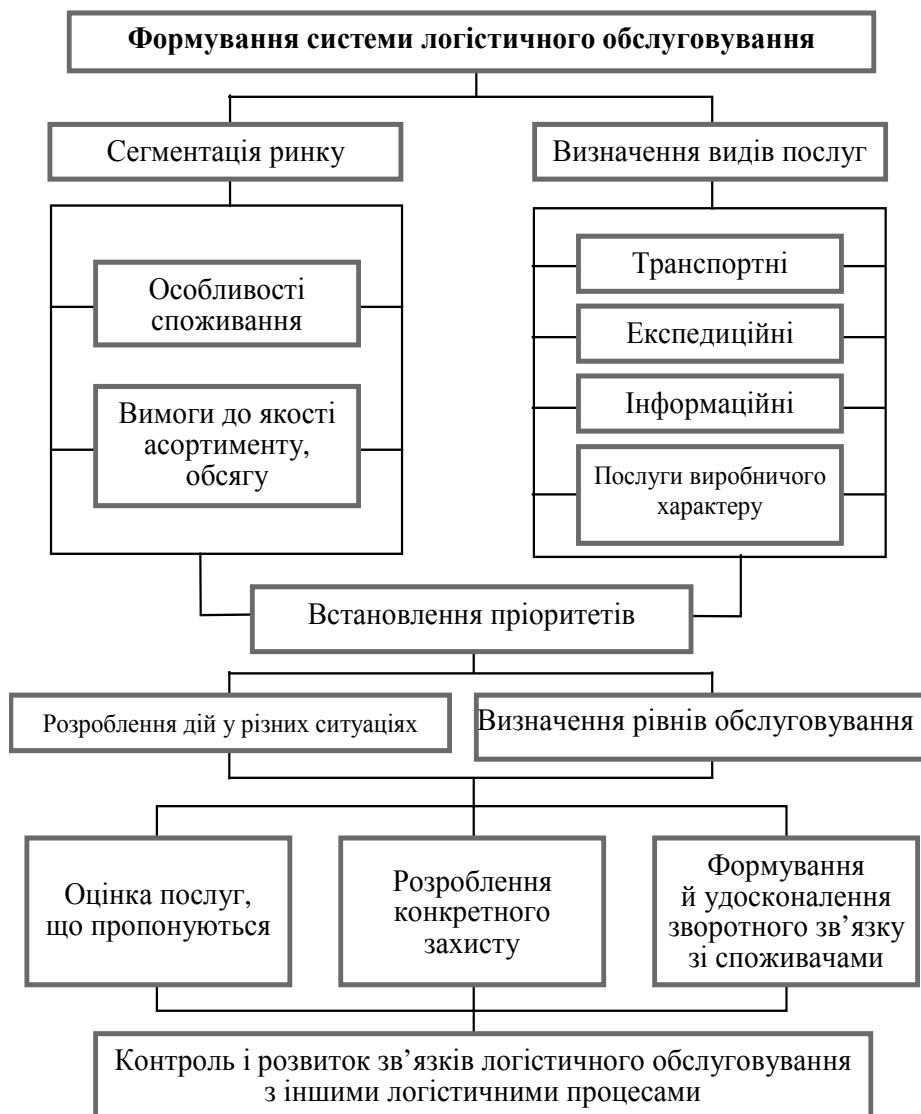 Формування системи логістичного обслуговування
Сегментація ринку
Визначення видів послуг
Особливості
споживання
Вимоги до якості
асортименту,
обсягу
Транспортні
Експедиційні
Інформаційні
Послуги виробничого
характеру
Встановлення пріоритетів
Розроблення дій у різних ситуаціях
Визначення рівнів обслуговування
Оцінка послуг,
що пропонуються
Розроблення
конкретного
захисту
Формування
й удосконалення
зворотного зв’язку
зі споживачами
Контроль і розвиток зв’язків логістичного обслуговування
з іншими логістичними процесами